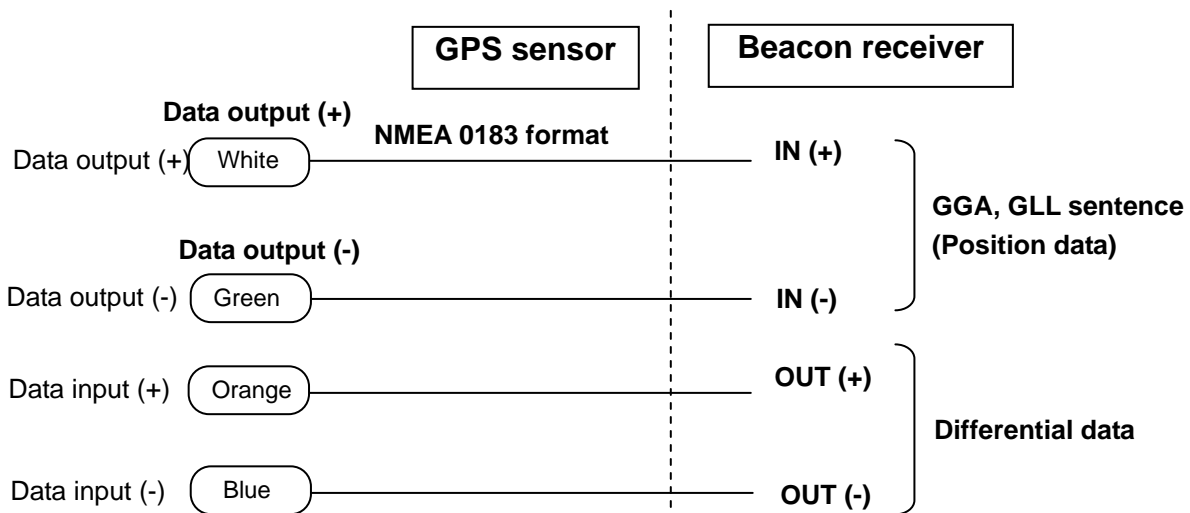 GPS sensor
Beacon receiver
Data output (+)
NMEA 0183 format
Data output (+)
White
IN (+)
GGA, GLL sentence
(Position data)
Data output (-)
Data output (-)
Green
IN (-)
Data input (+)
Orange
OUT (+)
Differential data
Data input (-)
Blue
OUT (-)